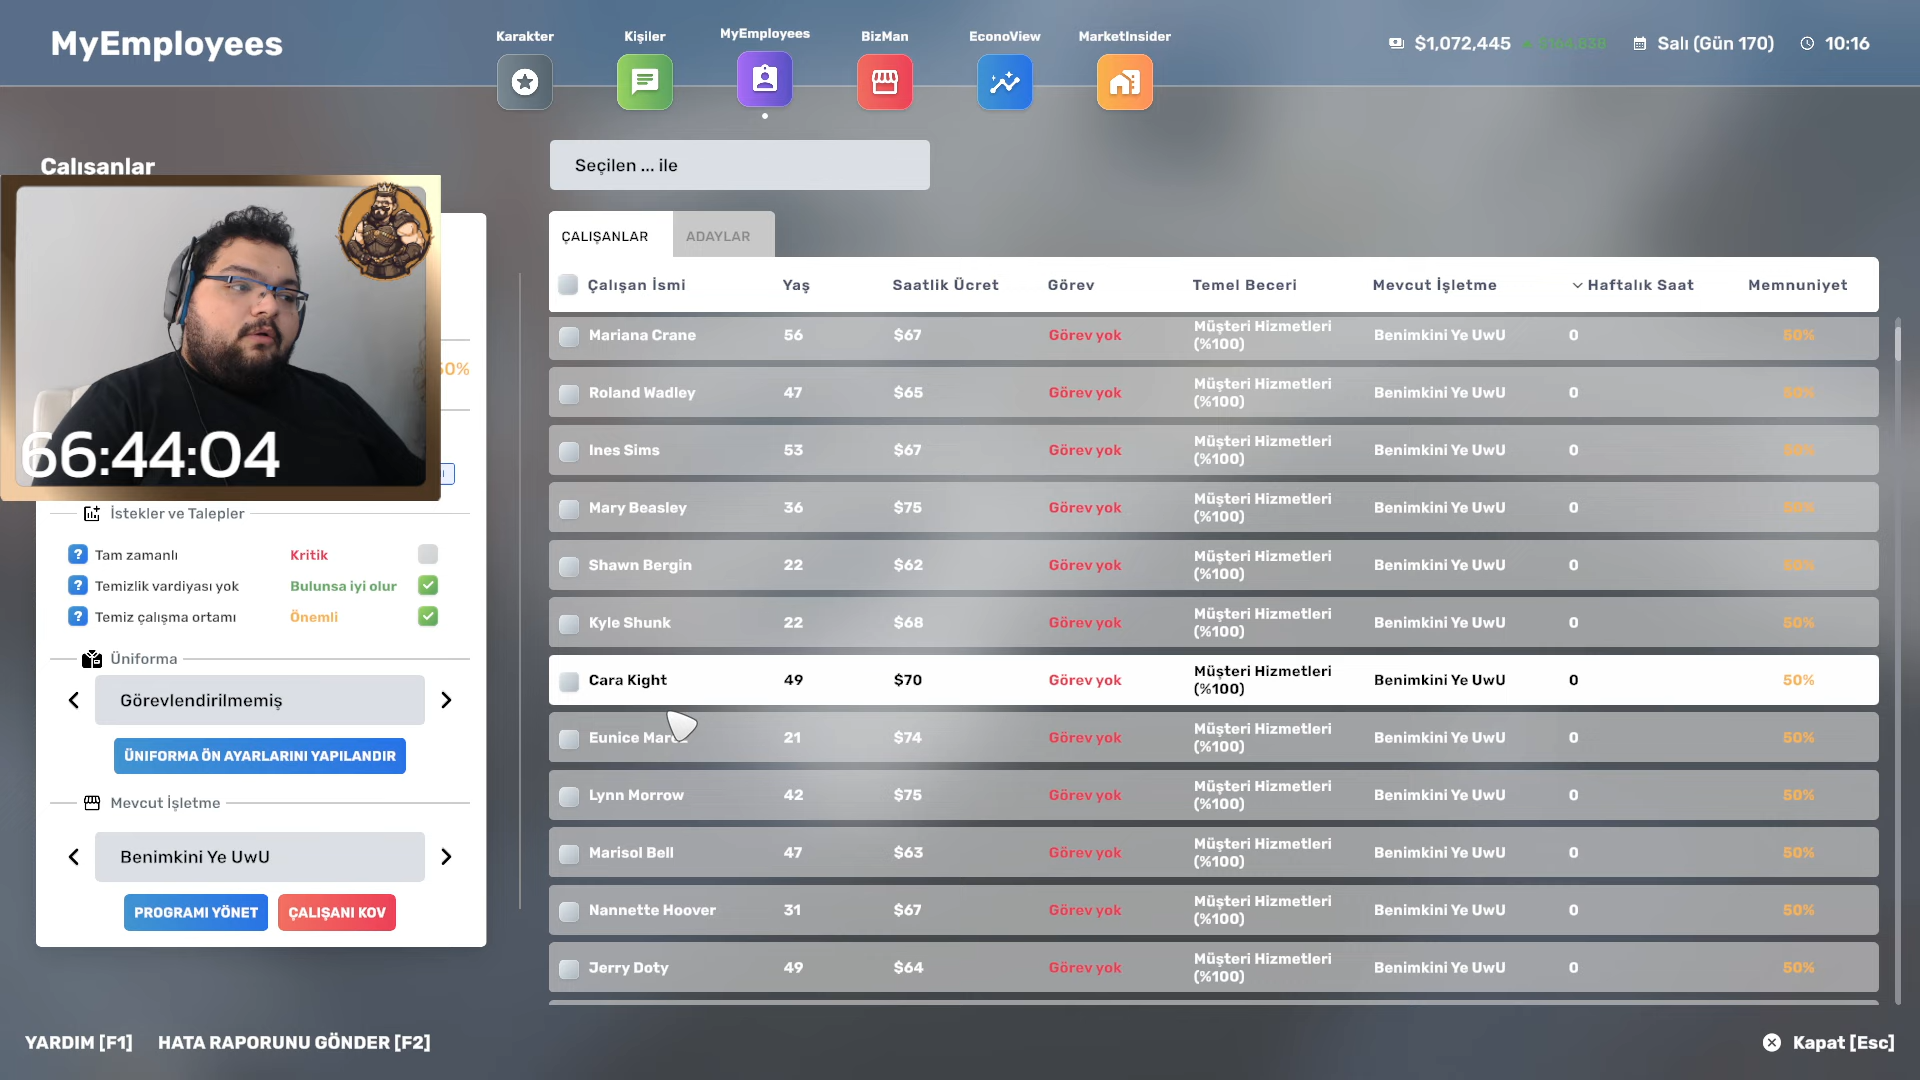 MyEmployees
Karakter
Kişiler
MyEmployees
BizMan
EconoView
MarketInsider
$1,072,445
Salı (Gün 170)
10:16
Çalışanlar
66:44:04
İstekler ve Talepler
Tam zamanlı Kritik
Temizlik vardiyası yok Bulunsa iyi olur
Temiz çalışma ortamı Önemli
Üniforma
Görevlendirilmemiş
ÜNİFORMA ÖN AYARLARINI YAPILANDIR
Mevcut İşletme
Benimkini Ye UwU
PROGRAMI YÖNET ÇALIŞANI KOV
Seçilen ... ile
ÇALIŞANLAR ADAYLAR
Çalışan İsmi Yaş Saatlik Ücret Görev Temel Beceri Mevcut İşletme Haftalık Saat Memnuniyet
Mariana Crane 56 $67 Görev yok Müşteri Hizmetleri (%100) Benimkini Ye UwU 0 50%
Roland Wadley 47 $65 Görev yok Müşteri Hizmetleri (%100) Benimkini Ye UwU 0 50%
Ines Sims 53 $67 Görev yok Müşteri Hizmetleri (%100) Benimkini Ye UwU 0 50%
Mary Beasley 36 $75 Görev yok Müşteri Hizmetleri (%100) Benimkini Ye UwU 0 50%
Shawn Bergin 22 $62 Görev yok Müşteri Hizmetleri (%100) Benimkini Ye UwU 0 50%
Kyle Shunk 22 $68 Görev yok Müşteri Hizmetleri (%100) Benimkini Ye UwU 0 50%
Cara Kight 49 $70 Görev yok Müşteri Hizmetleri (%100) Benimkini Ye UwU 0 50%
Eunice 21 $74 Görev yok Müşteri Hizmetleri (%100) Benimkini Ye UwU 0 50%
Lynn Morrow 42 $75 Görev yok Müşteri Hizmetleri (%100) Benimkini Ye UwU 0 50%
Marisol Bell 47 $63 Görev yok Müşteri Hizmetleri (%100) Benimkini Ye UwU 0 50%
Nannette Hoover 31 $67 Görev yok Müşteri Hizmetleri (%100) Benimkini Ye UwU 0 50%
Jerry Doty 49 $64 Görev yok Müşteri Hizmetleri (%100) Benimkini Ye UwU 0 50%
YARDIM [F1] HATA RAPORUNU GÖNDER [F2]
Kapat [Esc]